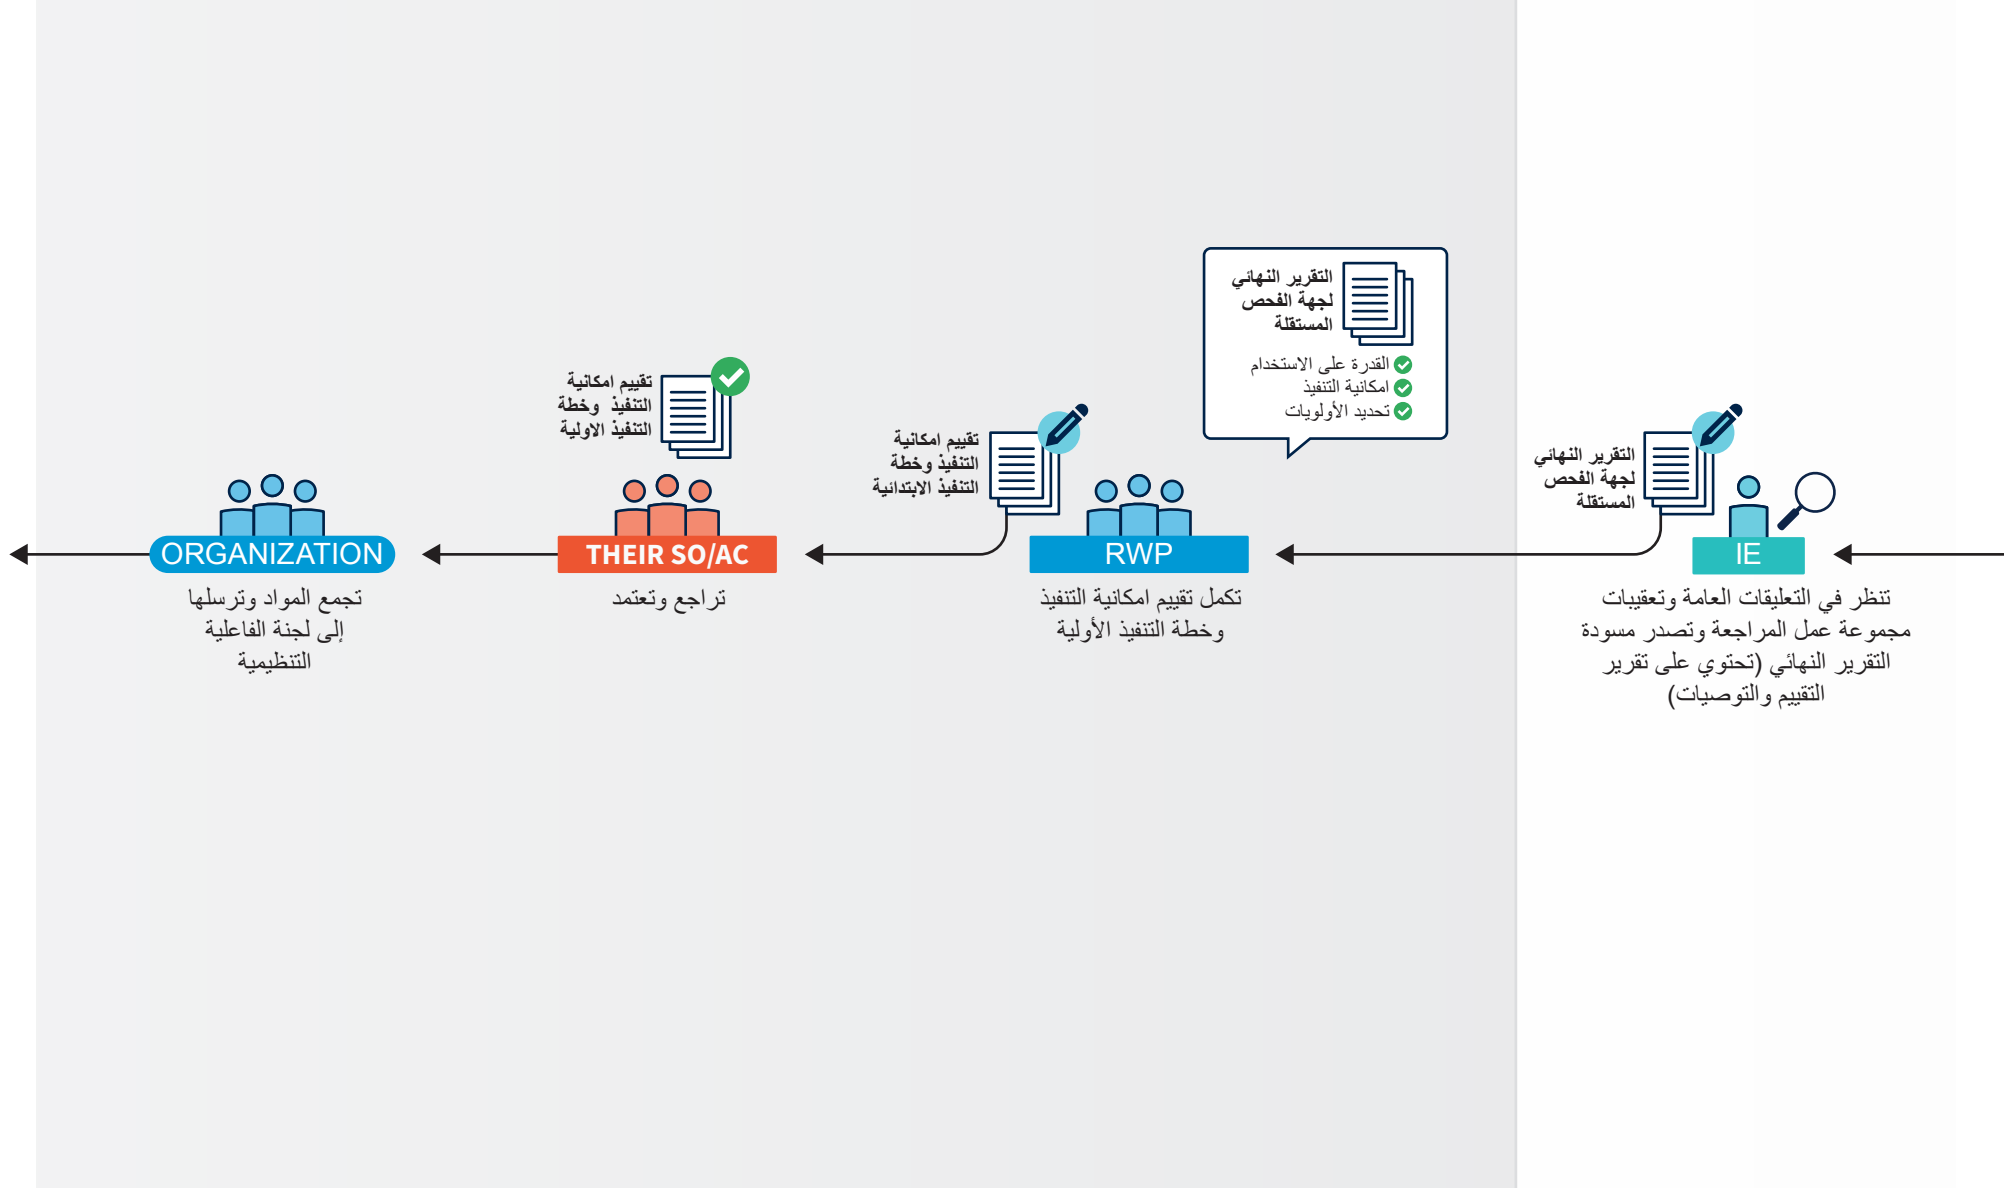 التقرير النهائي
لجهة الفحص
المستقلة
IE
تنظر في التعليقات العامة وتعقيبات
مجموعة عمل المراجعة وتصدر مسودة
التقرير النهائي (تحتوي على تقرير
التقييم والتوصيات)
التقرير النهائي
لجهة الفحص
المستقلة
القدرة على الاستخدام
امكانية التنفيذ
تحديد الأولويات
تقييم امكانية
التنفيذ وخطة
التنفيذ الابتدائية
RWP
تكمل تقييم امكانية التنفيذ
وخطة التنفيذ الأولية
تقييم امكانية
التنفيذ وخطة
التنفيذ الاولية
THEIR SO/AC
تراجع وتعتمد
ORGANIZATION
تجمع المواد وترسلها
إلى لجنة الفاعلية
التنظيمية